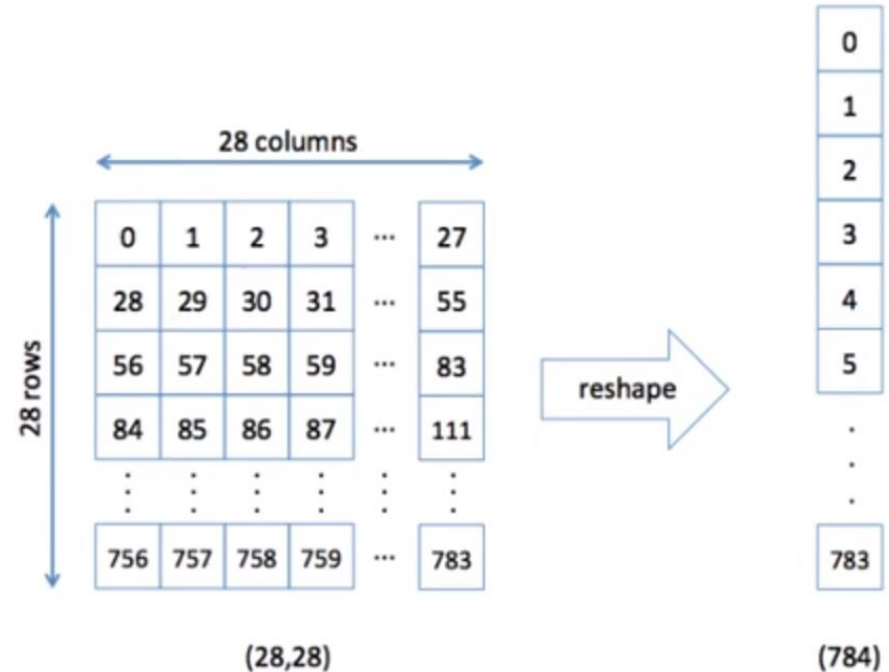 28 columns
28 rows
0 1 2 3 ... 27
28 29 30 31 ... 55
56 57 58 59 ... 83
84 85 86 87 ... 111
756 757 758 759 ... 783
(28,28)
reshape
0
1
2
3
4
5
.
.
.
783
(784)